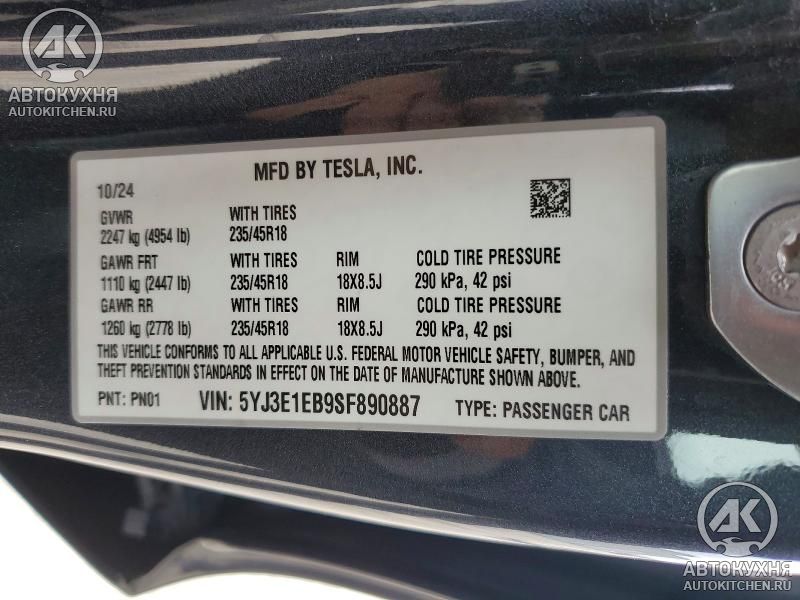 AK
АВТОКУХНЯ
AUTOKITCHEN.RU
MFD BY TESLA, INC.
10/24
GVWR WITH TIRES
2247 kg (4954 lb) 235/45R18
GAWR FRT WITH TIRES RIM COLD TIRE PRESSURE
1110 kg (2447 lb) 235/45R18 18X8.5J 290 kPa, 42 psi
GAWR RR WITH TIRES RIM COLD TIRE PRESSURE
1260 kg (2778 lb) 235/45R18 18X8.5J 290 kPa, 42 psi
THIS VEHICLE CONFORMS TO ALL APPLICABLE U.S. FEDERAL MOTOR VEHICLE SAFETY, BUMPER, AND
THEFT PREVENTION STANDARDS IN EFFECT ON THE DATE OF MANUFACTURE SHOWN ABOVE.
PNT: PN01 VIN: 5YJ3E1EB9SF890887 TYPE: PASSENGER CAR
AK
АВТОКУХНЯ
AUTOKITCHEN.RU